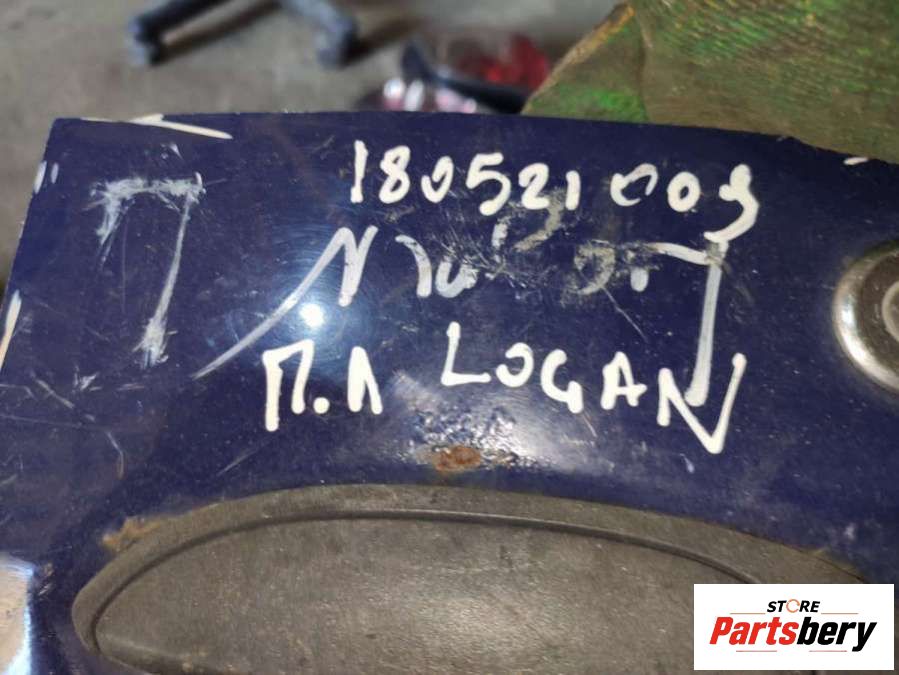 180521009
П
П.Л LOGAN
STORE
Partsbery